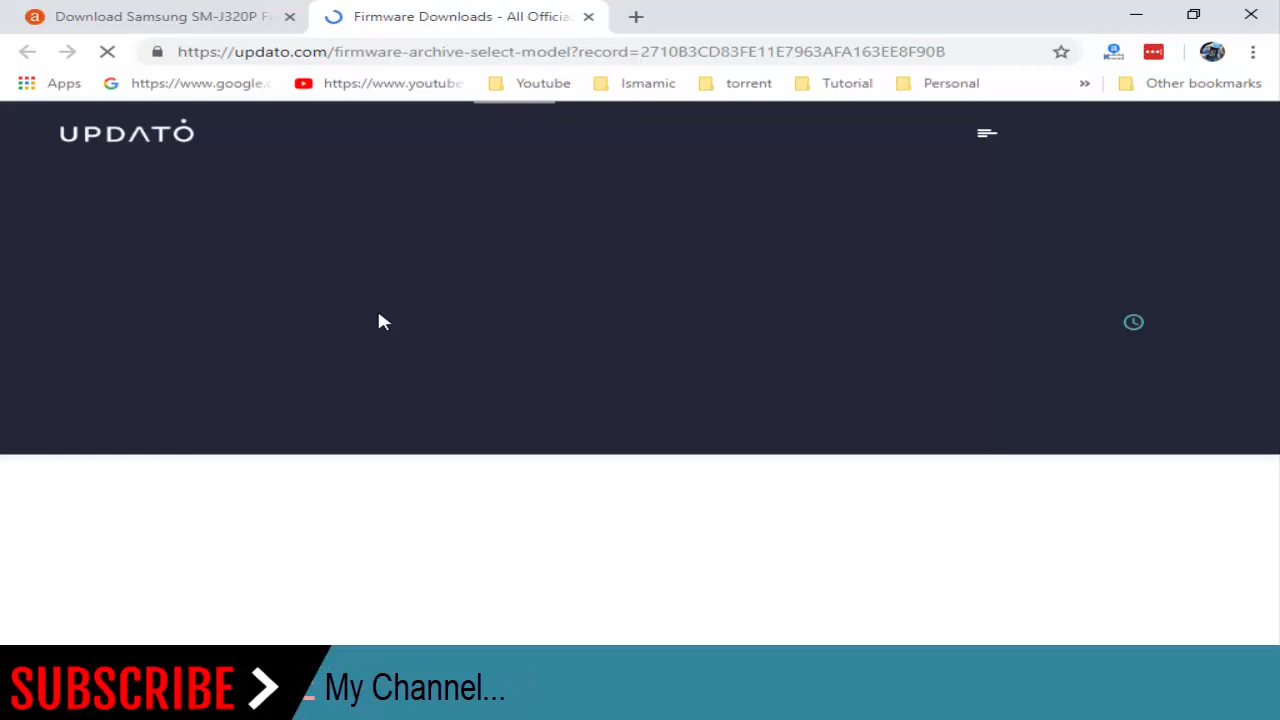 Download Samsung SM-J320P Fi
Firmware Downloads - All Officia
https://updato.com/firmware-archive-select-model?record=2710B3CD83FE11E7963AFA163EE8F90B
Apps
https://www.google.c
https://www.youtube
Youtube
Ismamic
torrent
Tutorial
Personal
»
Other bookmarks
UPDATO
SUBSCRIBE
My Channel...